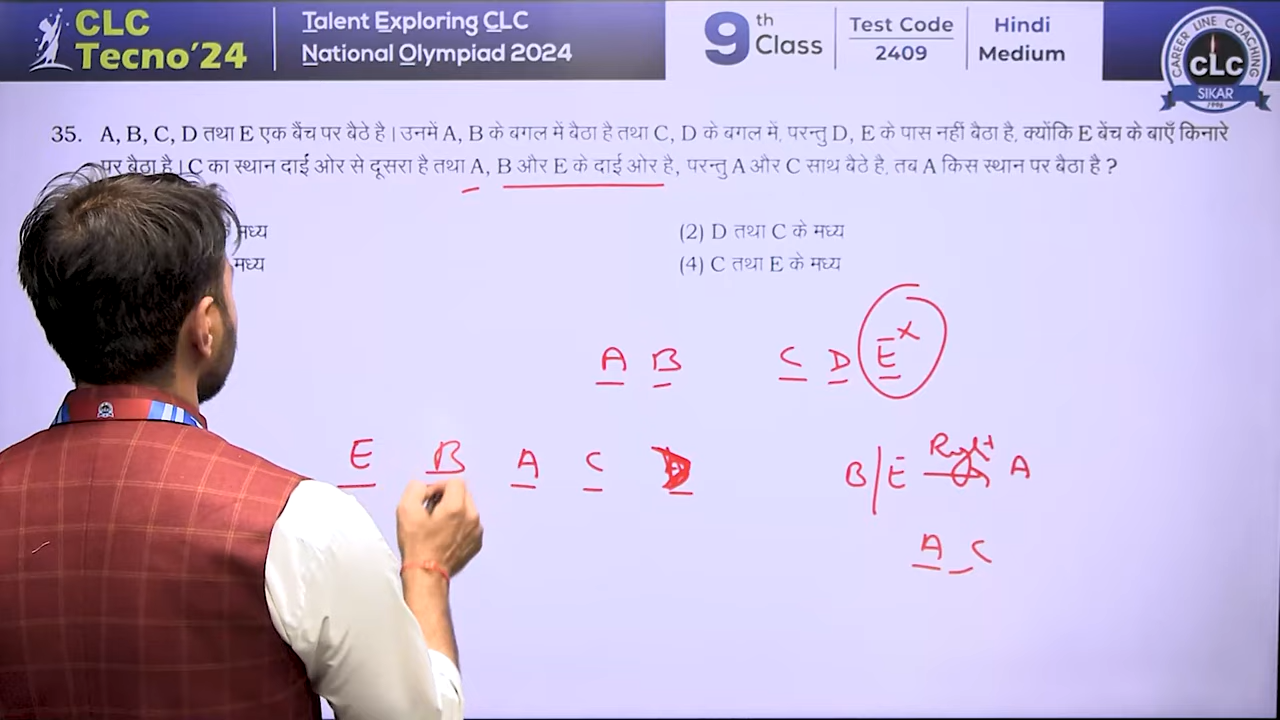 CLC
Tecno'24
Talent Exploring CLC
National Olympiad 2024
9th Class
Test Code
2409
Hindi
Medium
CAREER LINE COACHING
CLC
SIKAR
1996
35. A, B, C, D तथा E एक बैंच पर बैठे है। उनमें A, B के बगल में बैठा है तथा C, D के बगल में, परन्तु D, E के पास नहीं बैठा है, क्योंकि E बेंच के बाएँ किनारे
पर बैठा है। C का स्थान दाईं ओर से दूसरा है तथा A, B और E के दाई ओर है, परन्तु A और C साथ बैठे है, तब A किस स्थान पर बैठा है ?
मध्य
(2) D तथा C के मध्य
मध्य
(4) C तथा E के मध्य
A B C D E x
E B A C D
B/E Right A
A C